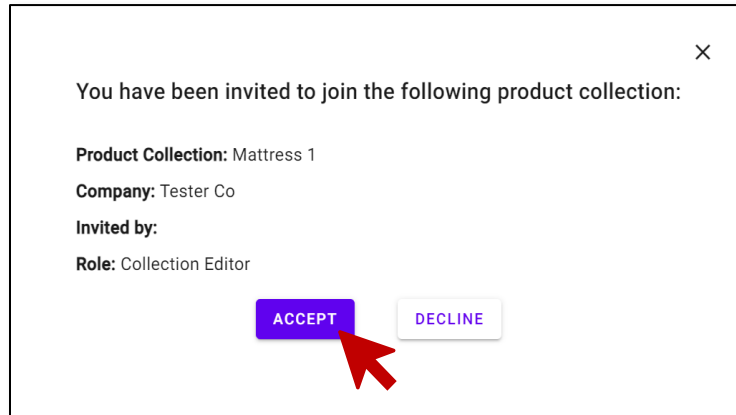 You have been invited to join the following product collection:
Product Collection: Mattress 1
Company: Tester Co
Invited by:
Role: Collection Editor
ACCEPT
DECLINE